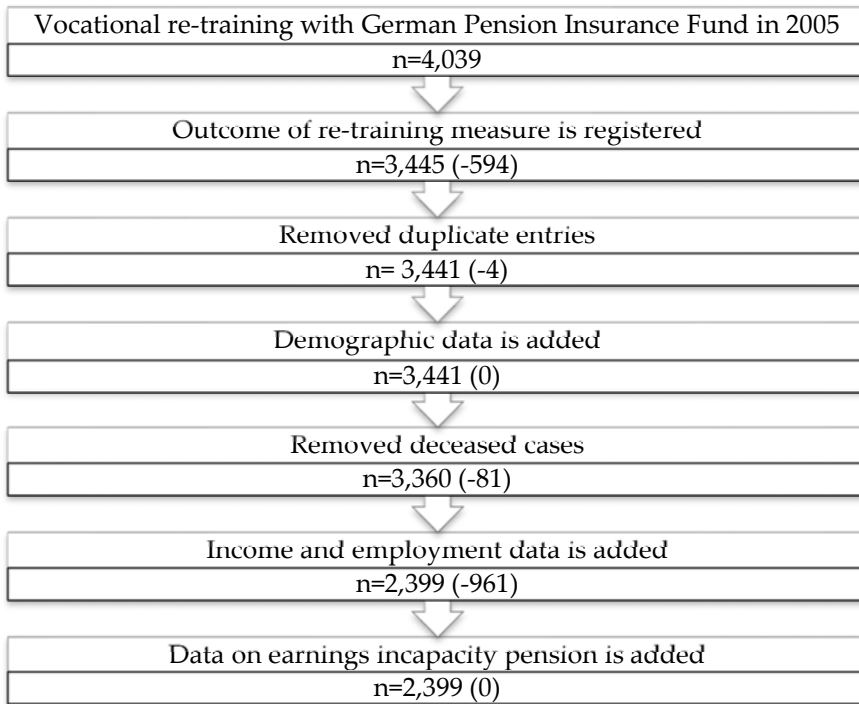 Vocational re-training with German Pension Insurance Fund in 2005
n=4,039
Outcome of re-training measure is registered
n=3,445 (-594)
Removed duplicate entries
n= 3,441 (-4)
Demographic data is added
n=3,441 (0)
Removed deceased cases
n=3,360 (-81)
Income and employment data is added
n=2,399 (-961)
Data on earnings incapacity pension is added
n=2,399 (0)